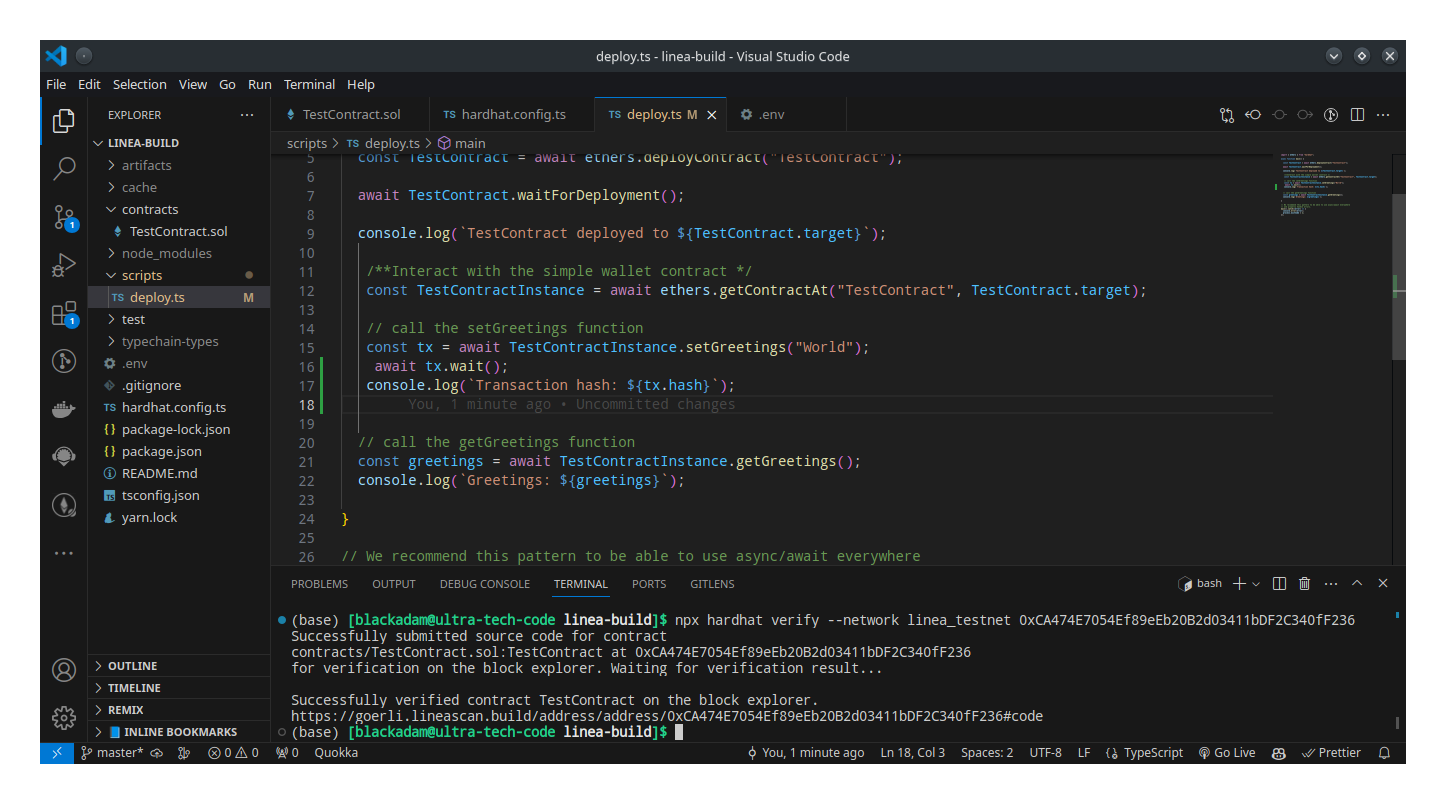 deploy.ts - linea-build - Visual Studio Code
File Edit Selection View Go Run Terminal Help
EXPLORER ...
LINEA-BUILD
artifacts
cache
contracts
TestContract.sol
node_modules
scripts
TS deploy.ts M
test
typechain-types
.env
.gitignore
TS hardhat.config.ts
{} package-lock.json
{} package.json
README.md
TS tsconfig.json
yarn.lock
OUTLINE
TIMELINE
REMIX
INLINE BOOKMARKS
1
1
TestContract.sol TS hardhat.config.ts TS deploy.ts M .env
scripts > TS deploy.ts > main
5 const TestContract = await ethers.deployContract("TestContract");
6
7 await TestContract.waitForDeployment();
8
9 console.log(`TestContract deployed to ${TestContract.target}`);
10
11 /**Interact with the simple wallet contract */
12 const TestContractInstance = await ethers.getContractAt("TestContract", TestContract.target);
13
14 // call the setGreetings function
15 const tx = await TestContractInstance.setGreetings("World");
16 await tx.wait();
17 console.log(`Transaction hash: ${tx.hash}`);
18 You, 1 minute ago • Uncommitted changes
19
20 // call the getGreetings function
21 const greetings = await TestContractInstance.getGreetings();
22 console.log(`Greetings: ${greetings}`);
23
24 }
25
26 // We recommend this pattern to be able to use async/await everywhere
PROBLEMS OUTPUT DEBUG CONSOLE TERMINAL PORTS GITLENS bash
(base) [blackadam@ultra-tech-code linea-build]$ npx hardhat verify --network linea_testnet 0xCA474E7054Ef89eEb20B2d03411bDF2C340fF236
Successfully submitted source code for contract
contracts/TestContract.sol:TestContract at 0xCA474E7054Ef89eEb20B2d03411bDF2C340fF236
for verification on the block explorer. Waiting for verification result...
Successfully verified contract TestContract on the block explorer.
https://goerli.lineascan.build/address/address/0xCA474E7054Ef89eEb20B2d03411bDF2C340fF236#code
(base) [blackadam@ultra-tech-code linea-build]$
master* 0 0 0 Quokka You, 1 minute ago Ln 18, Col 3 Spaces: 2 UTF-8 LF TypeScript Go Live Prettier